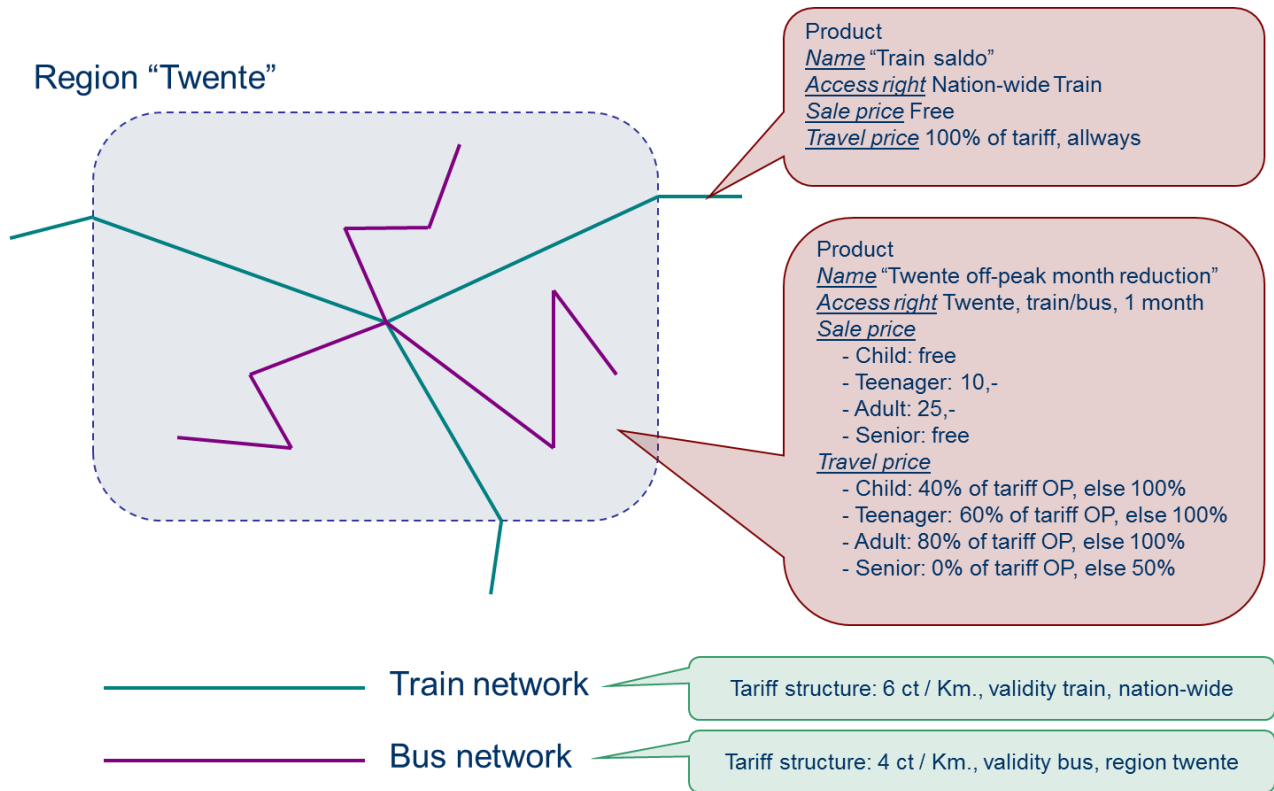 Region “Twente”
Product
Name “Train saldo”
Access right Nation-wide Train
Sale price Free
Travel price 100% of tariff, allways
Product
Name “Twente off-peak month reduction”
Access right Twente, train/bus, 1 month
Sale price
- Child: free
- Teenager: 10,-
- Adult: 25,-
- Senior: free
Travel price
- Child: 40% of tariff OP, else 100%
- Teenager: 60% of tariff OP, else 100%
- Adult: 80% of tariff OP, else 100%
- Senior: 0% of tariff OP, else 50%
Train network
Tariff structure: 6 ct / Km., validity train, nation-wide
Bus network
Tariff structure: 4 ct / Km., validity bus, region twente